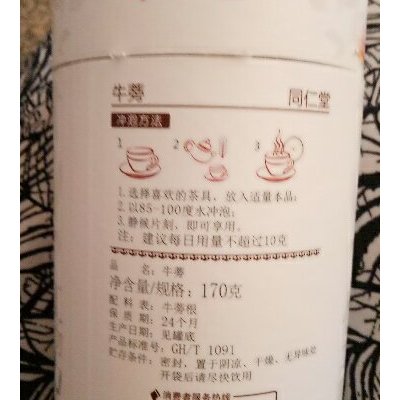 牛蒡
同仁堂
冲泡方法
1 2 3
1.选择喜欢的茶具，放入适量本品；
2.以85-100度水冲泡；
3.静候片刻，即可享用。
注：建议每日用量不超过10克
品名：牛蒡
净含量/规格：170克
配料表：牛蒡根
保质期：24个月
生产日期：见罐底
产品标准号：GH/T 1091
贮存条件：密封，置于阴凉、干燥、无异味处
开袋后请尽快饮用
消费者服务热线